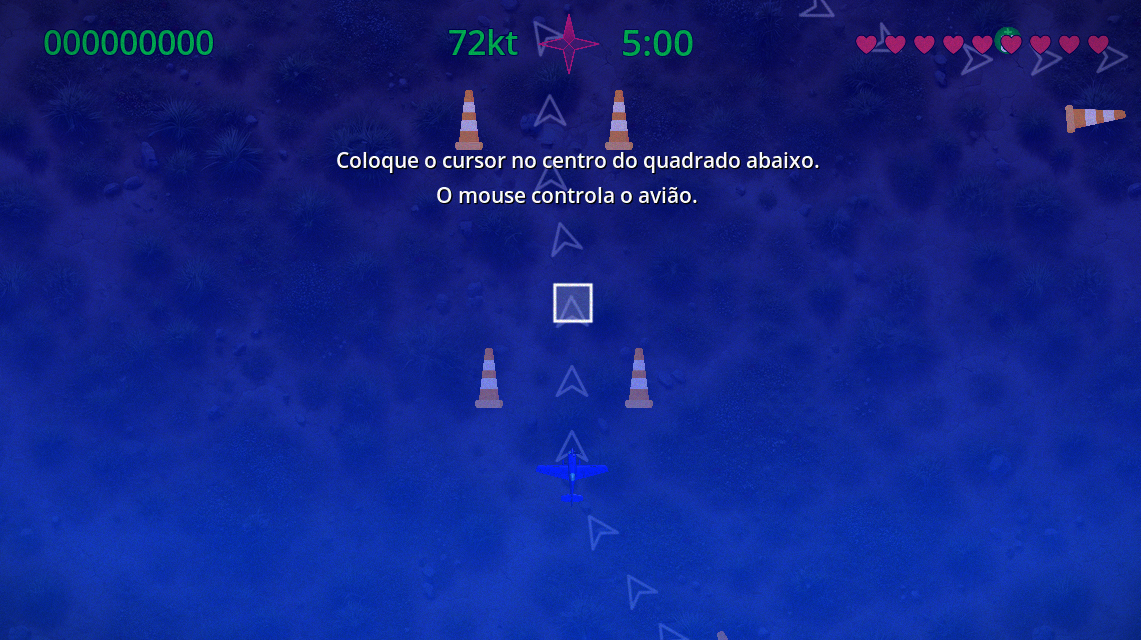 000000000 72kt 5:00
Coloque o cursor no centro do quadrado abaixo.
O mouse controla o avião.